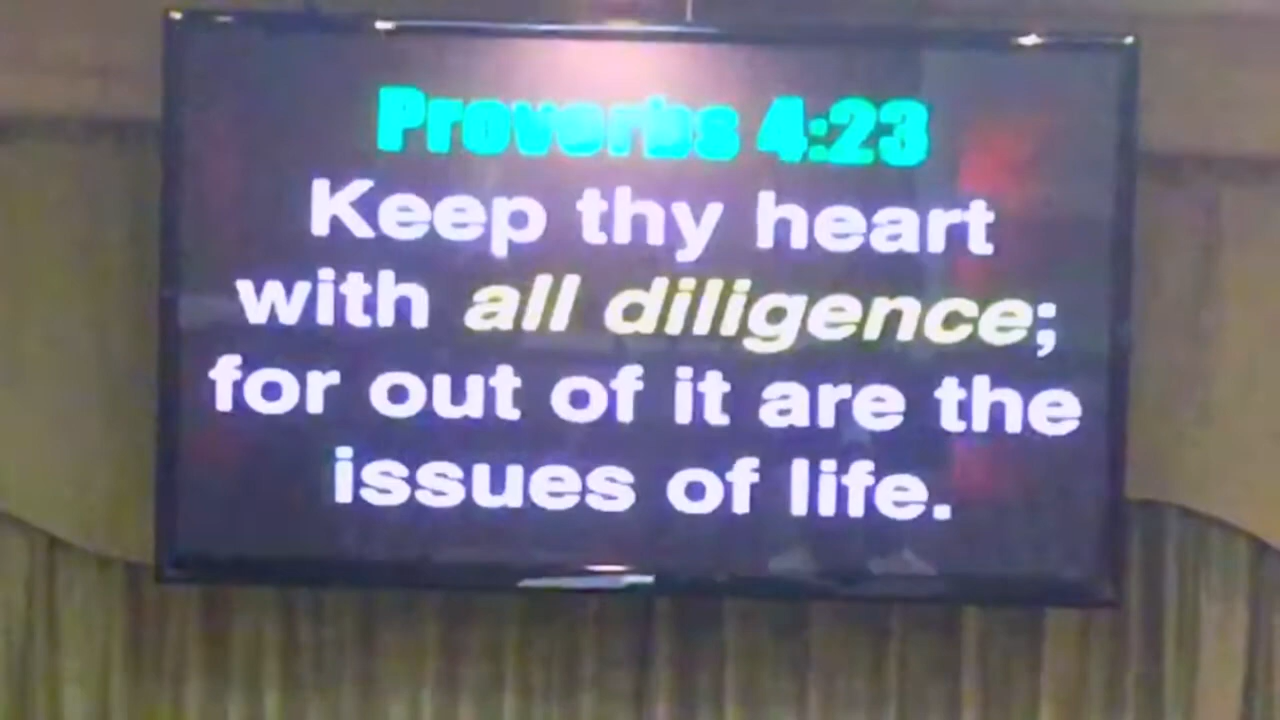 Proverbs 4:23
Keep thy heart
with all diligence;
for out of it are the
issues of life.